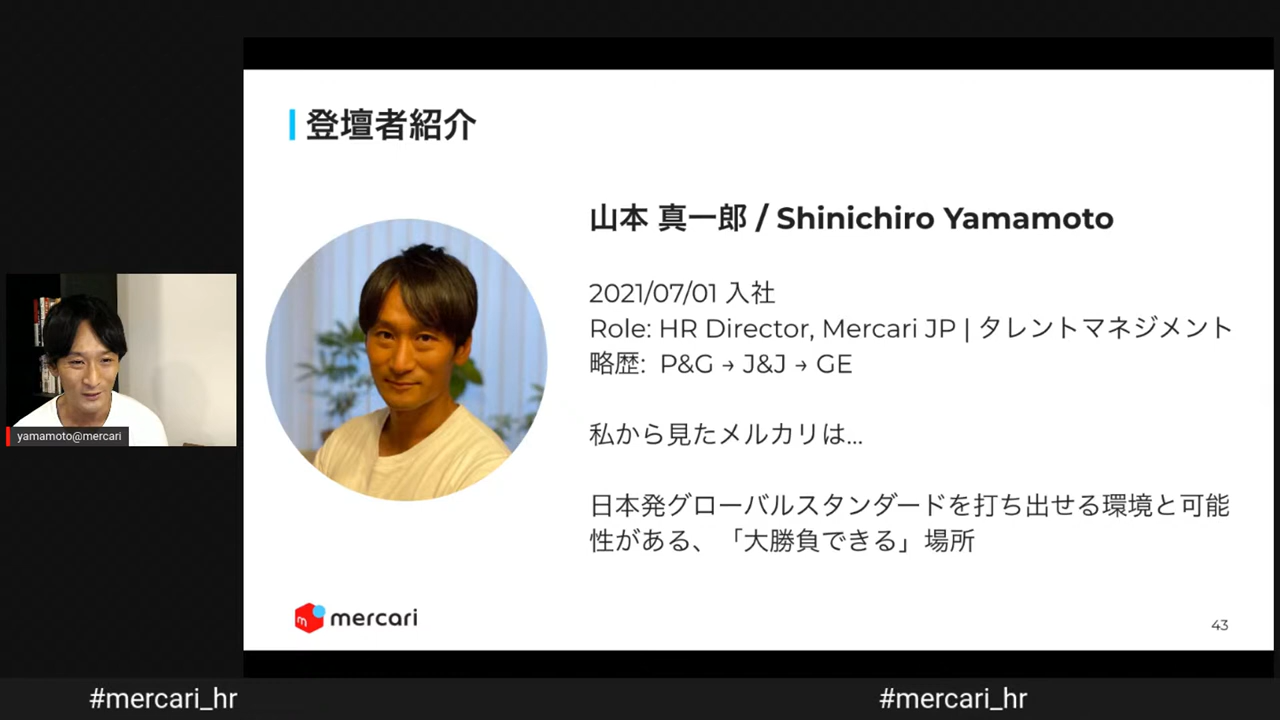 登壇者紹介
山本 真一郎 / Shinichiro Yamamoto
2021/07/01 入社
Role: HR Director, Mercari JP | タレントマネジメント
略歴: P&G → J&J → GE
私から見たメルカリは...
日本発グローバルスタンダードを打ち出せる環境と可能
性がある、「大勝負できる」場所
yamamoto@mercari
m mercari
43
#mercari_hr
#mercari_hr